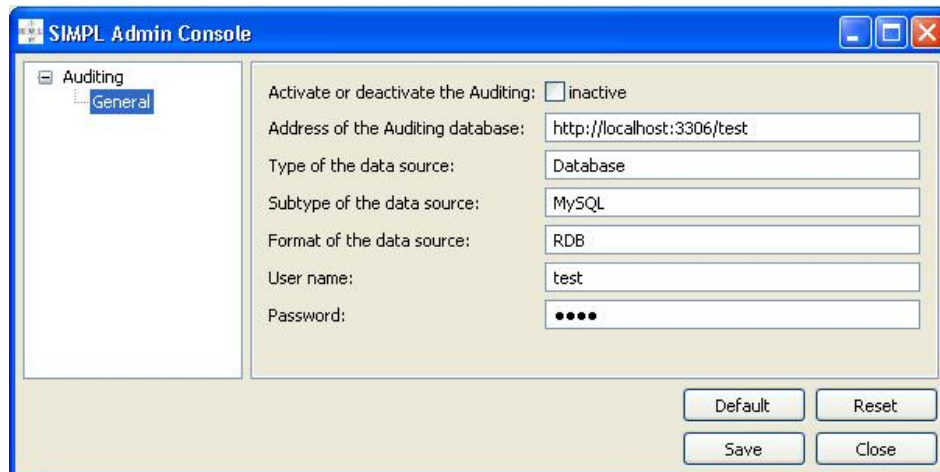 SIMPL Admin Console
Auditing
General
Activate or deactivate the Auditing: inactive
Address of the Auditing database: http://localhost:3306/test
Type of the data source: Database
Subtype of the data source: MySQL
Format of the data source: RDB
User name: test
Password: ●●●●
Default Reset
Save Close